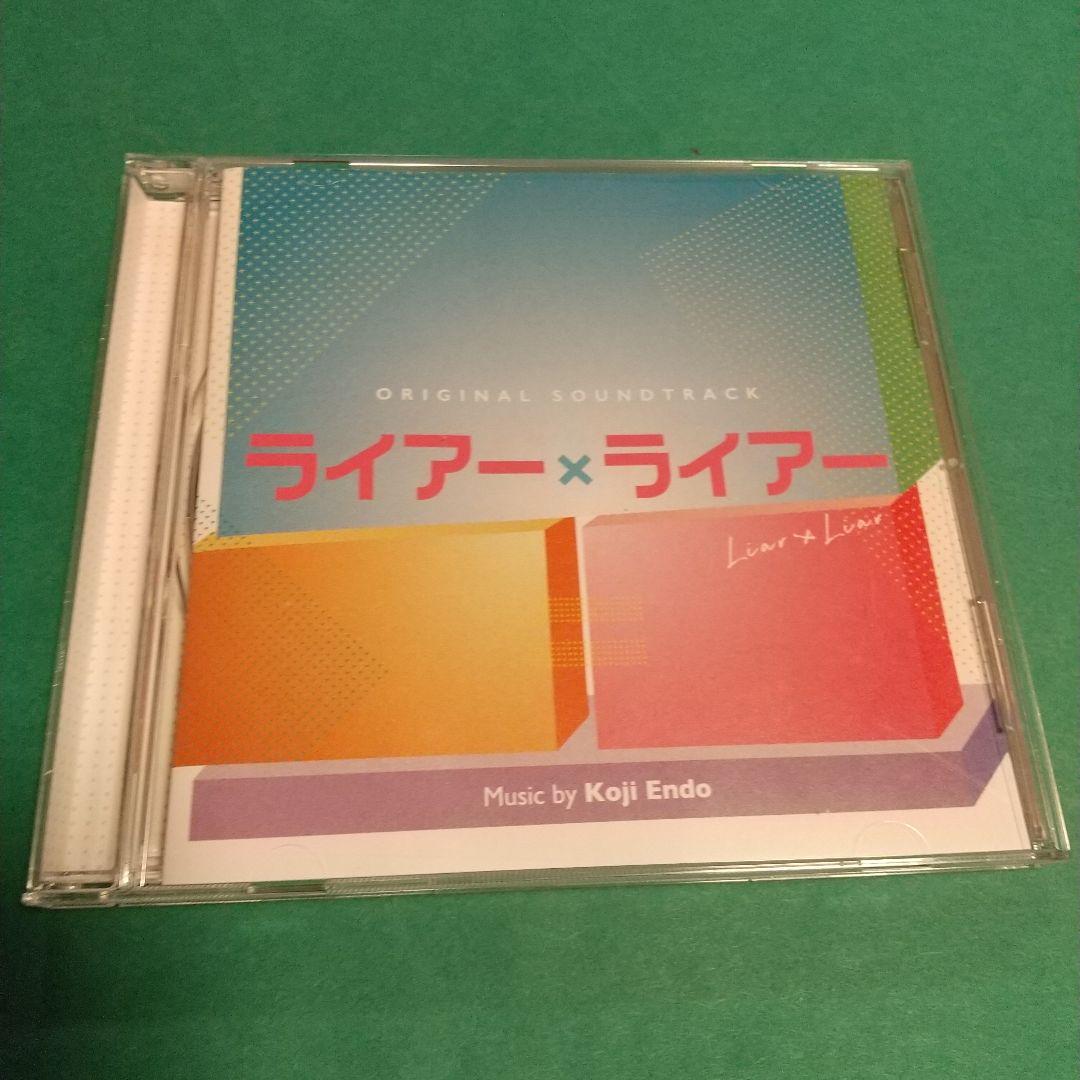 ORIGINAL SOUNDTRACK
ライアー×ライアー
Liar×Liar
Music by Koji Endo